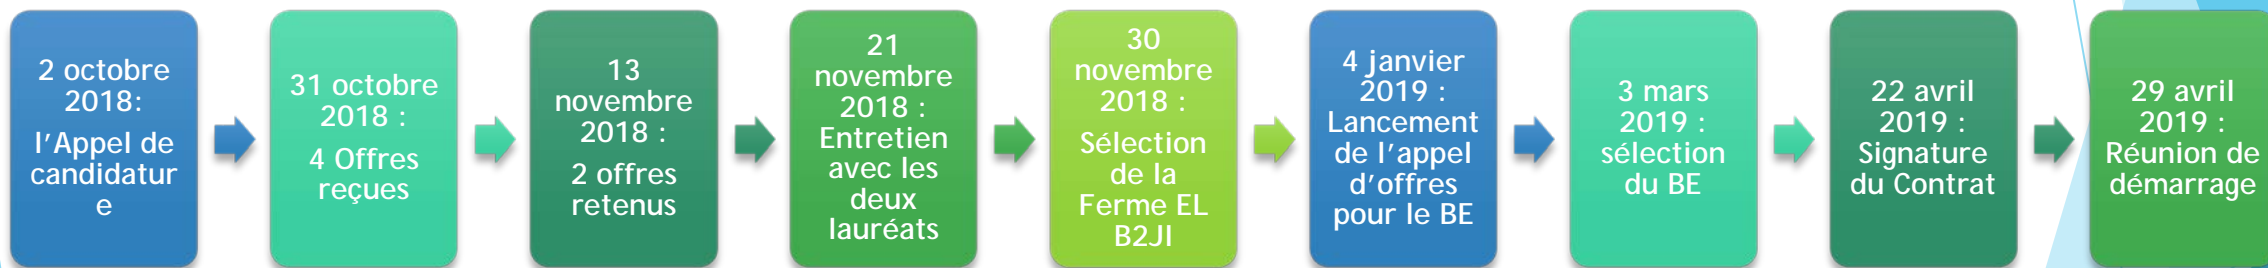 2 octobre
2018:
l'Appel de
candidatur
e
31 octobre
2018 :
4 Offres
reçues
13
novembre
2018 :
2 offres
retenus
21
novembre
2018 :
Entretien
avec les
deux
lauréats
30
novembre
2018 :
Sélection
de la
Ferme EL
B2JI
4 janvier
2019 :
Lancement
de l'appel
d'offres
pour le BE
3 mars
2019 :
sélection
du BE
22 avril
2019 :
Signature
du Contrat
29 avril
2019 :
Réunion de
démarrage